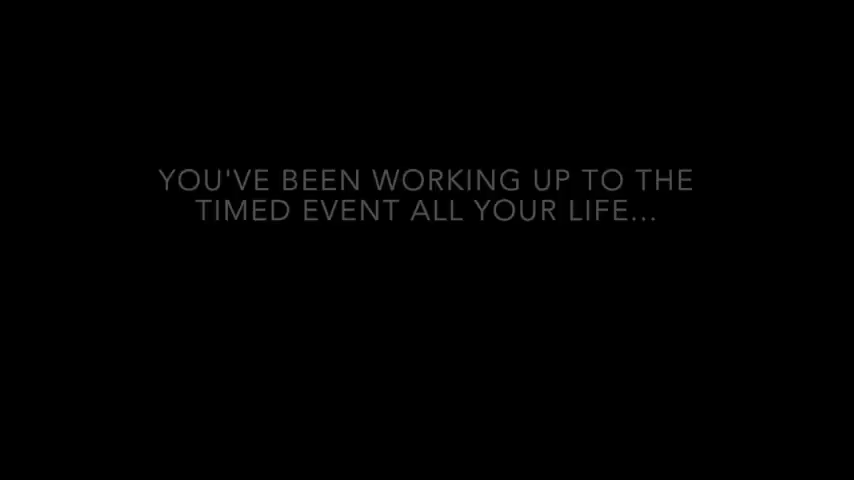 YOU'VE BEEN WORKING UP TO THE
TIMED EVENT ALL YOUR LIFE...